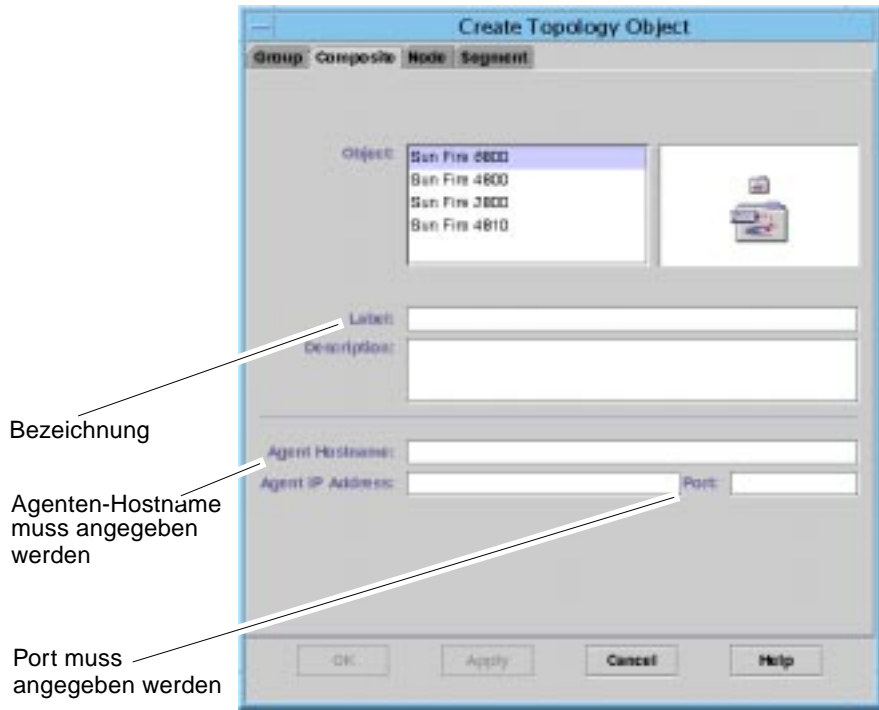 Create Topology Object
Group Composite Node Segment
Object:
Sun Fire 6800
Sun Fire 4800
Sun Fire 3800
Sun Fire 4810
Label:
Description:
Bezeichnung
Agent Hostname:
Agent IP Address:
Port:
Agenten-Hostname
muss angegeben
werden
Port muss
angegeben werden
OK Apply Cancel Help